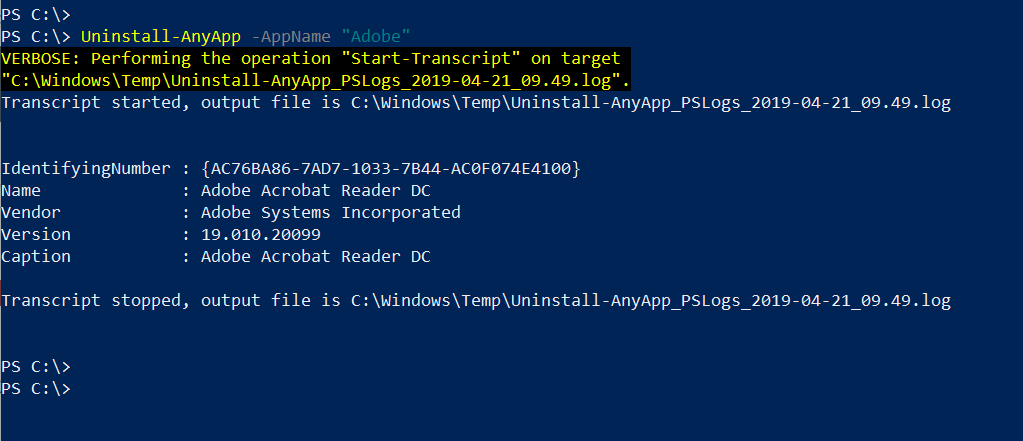 PS C:\>
PS C:\> Uninstall-AnyApp -AppName "Adobe"
VERBOSE: Performing the operation "Start-Transcript" on target
"C:\Windows\Temp\Uninstall-AnyApp_PSLogs_2019-04-21_09.49.log".
Transcript started, output file is C:\Windows\Temp\Uninstall-AnyApp_PSLogs_2019-04-21_09.49.log
IdentifyingNumber : {AC76BA86-7AD7-1033-7B44-AC0F074E4100}
Name : Adobe Acrobat Reader DC
Vendor : Adobe Systems Incorporated
Version : 19.010.20099
Caption : Adobe Acrobat Reader DC
Transcript stopped, output file is C:\Windows\Temp\Uninstall-AnyApp_PSLogs_2019-04-21_09.49.log
PS C:\>
PS C:\>